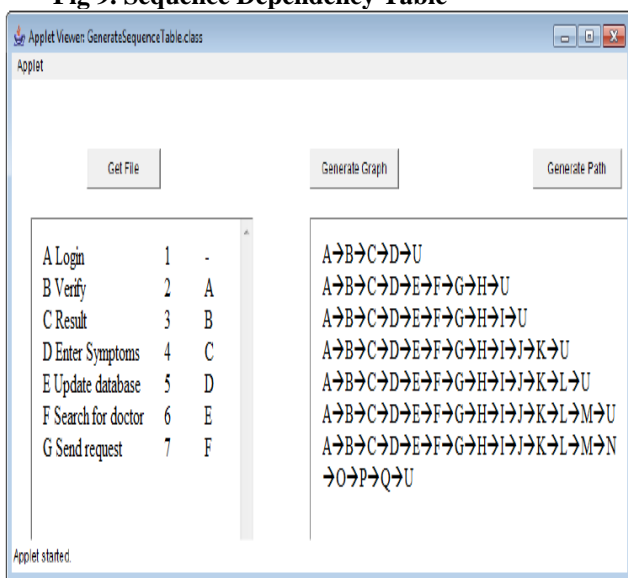 Fig 9. Sequence Dependency Table
Applet Viewer: GenerateSequenceTable.class
Applet
Get File
Generate Graph
Generate Path
A Login 1 -
B Verify 2 A
C Result 3 B
D Enter Symptoms 4 C
E Update database 5 D
F Search for doctor 6 E
G Send request 7 F
A→B→C→D→U
A→B→C→D→E→F→G→H→U
A→B→C→D→E→F→G→H→I→U
A→B→C→D→E→F→G→H→I→J→K→U
A→B→C→D→E→F→G→H→I→J→K→L→U
A→B→C→D→E→F→G→H→I→J→K→L→M→U
A→B→C→D→E→F→G→H→I→J→K→L→M→N
→O→P→Q→U
Applet started.